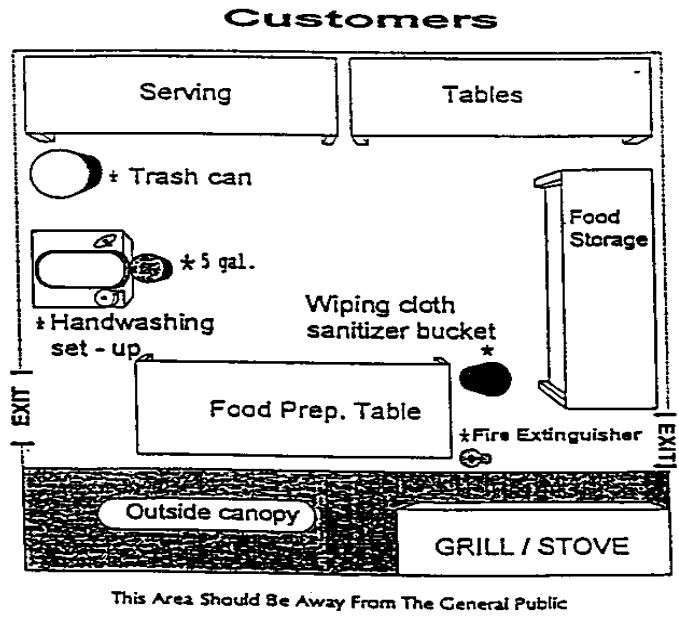 Customers
Serving
Tables
* Trash can
Food
Storage
* 5 gal.
Wiping cloth
sanitizer bucket
*
* Handwashing
set - up
EXIT
Food Prep. Table
* Fire Extinguisher
EXIT
Outside canopy
GRILL / STOVE
This Area Should Be Away From The General Public